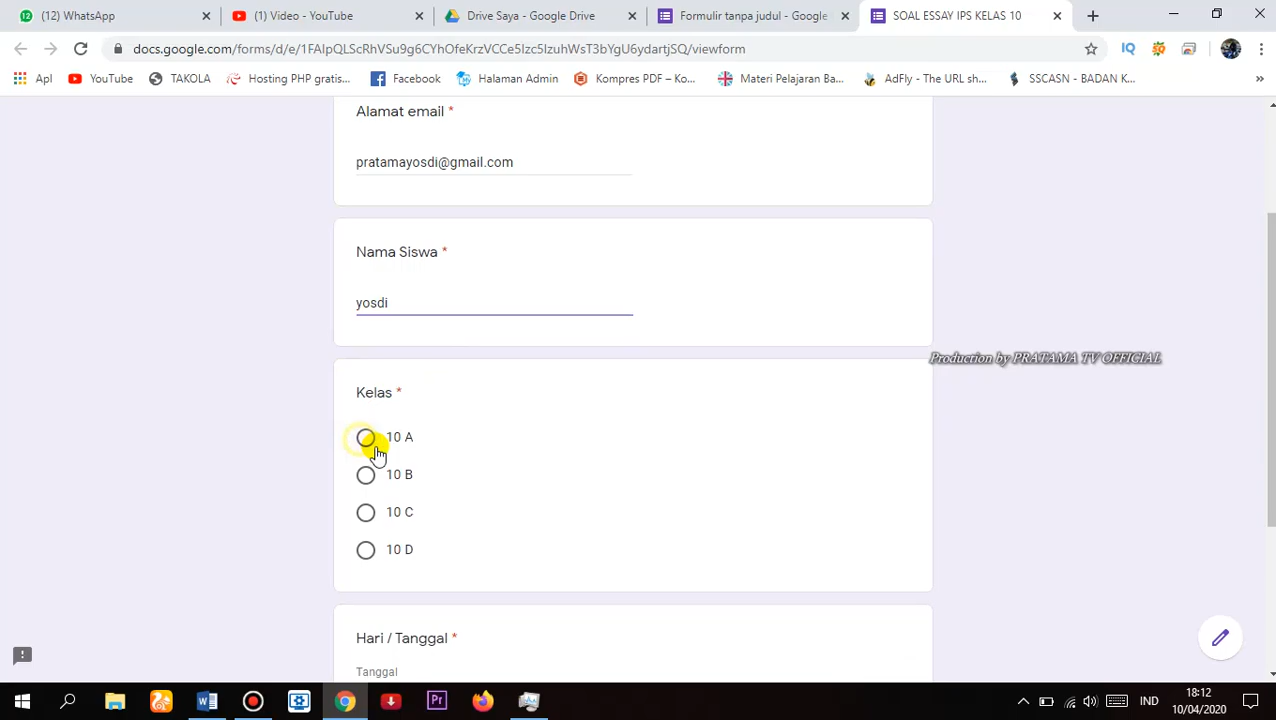 (12) WhatsApp
(1) Video - YouTube
Drive Saya - Google Drive
Formulir tanpa judul - Google
SOAL ESSAY IPS KELAS 10
docs.google.com/forms/d/e/1FAIpQLScRhVSu9g6CYhOfeKrzVCCe5Izc5IzuhWsT3bYgU6ydartjSQ/viewform
Apl
YouTube
TAKOLA
Hosting PHP gratis...
Facebook
Halaman Admin
Kompres PDF – Ko...
Materi Pelajaran Ba...
AdFly - The URL sh...
SSCASN - BADAN K...
»
Alamat email *
pratamayosdi@gmail.com
Nama Siswa *
yosdi
Production by PRATAMA TV OFFICIAL
Kelas *
10 A
10 B
10 C
10 D
Hari / Tanggal *
Tanggal
IND
18:12
10/04/2020